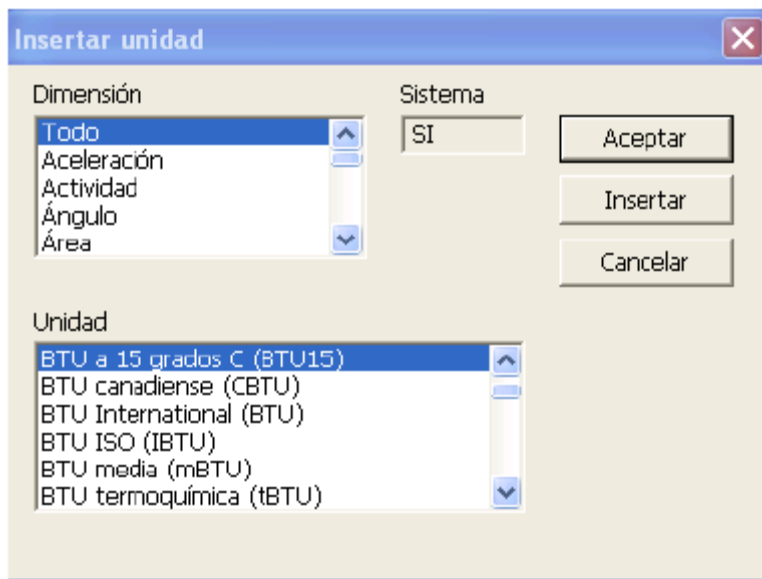 Insertar unidad
Dimensión
Sistema
Todo
Aceleración
Actividad
Ángulo
Área
SI
Aceptar
Insertar
Cancelar
Unidad
BTU a 15 grados C (BTU15)
BTU canadiense (CBTU)
BTU International (BTU)
BTU ISO (IBTU)
BTU media (mBTU)
BTU termoquímica (tBTU)